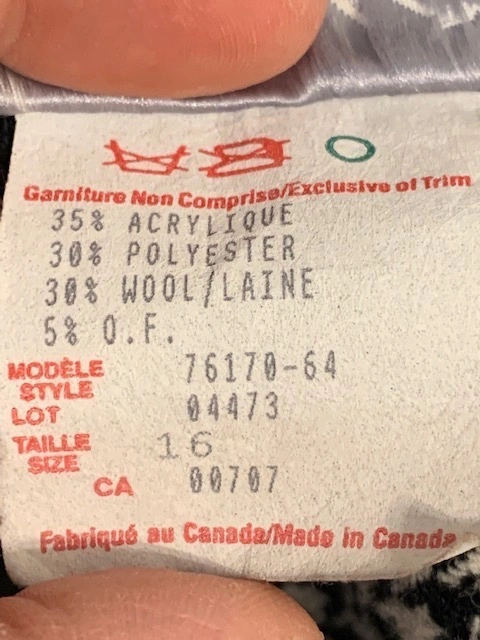 Garniture Non Comprise/Exclusive of Trim
35% ACRYLIQUE
30% POLYESTER
30% WOOL/LAINE
5% O.F.
MODÈLE
STYLE 76170-64
LOT 04473
TAILLE
SIZE 16
CA 00707
Fabriqué au Canada/Made in Canada